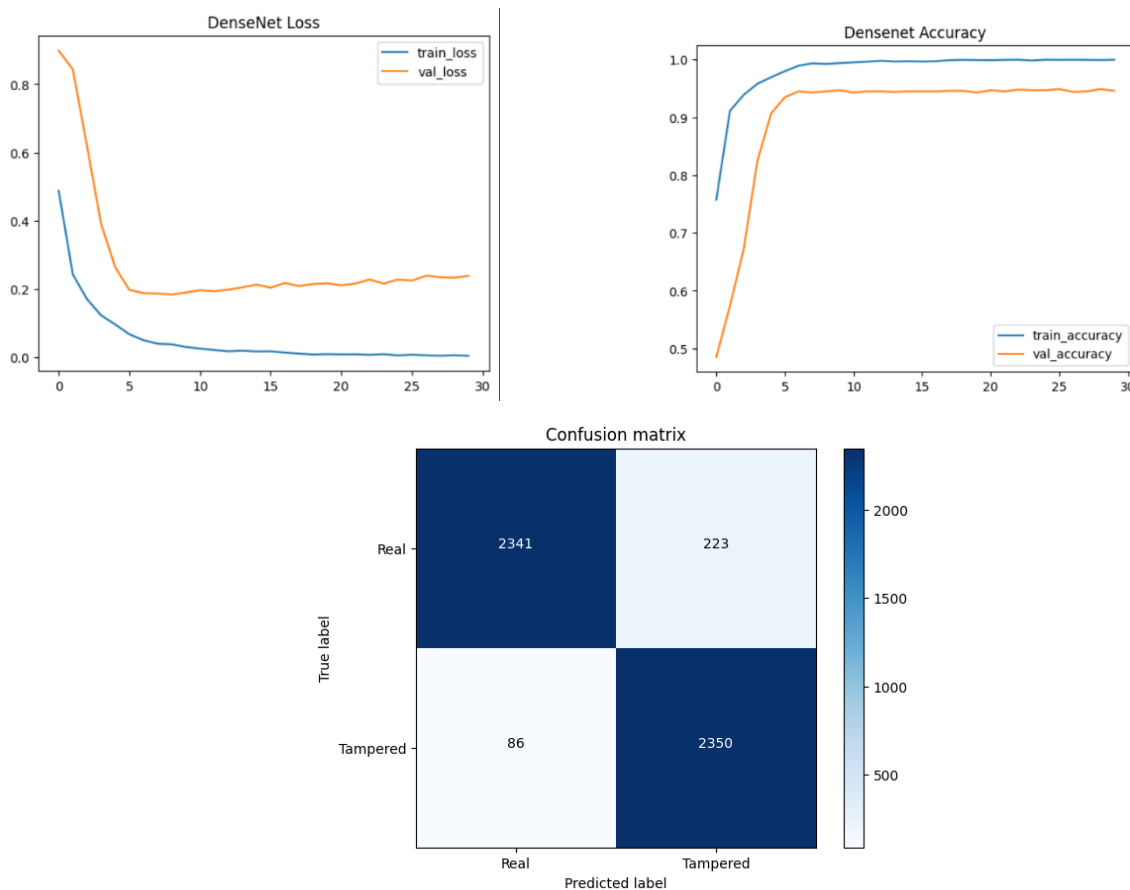 DenseNet Loss
train_loss
val_loss
0.8
0.6
0.4
0.2
0.0
0 5 10 15 20 25 30
Densenet Accuracy
1.0
0.9
0.8
0.7
0.6
0.5
train_accuracy
val_accuracy
0 5 10 15 20 25 30
Confusion matrix
True label
Real
Tampered
2341 223
86 2350
Real Tampered
Predicted label
2000
1500
1000
500